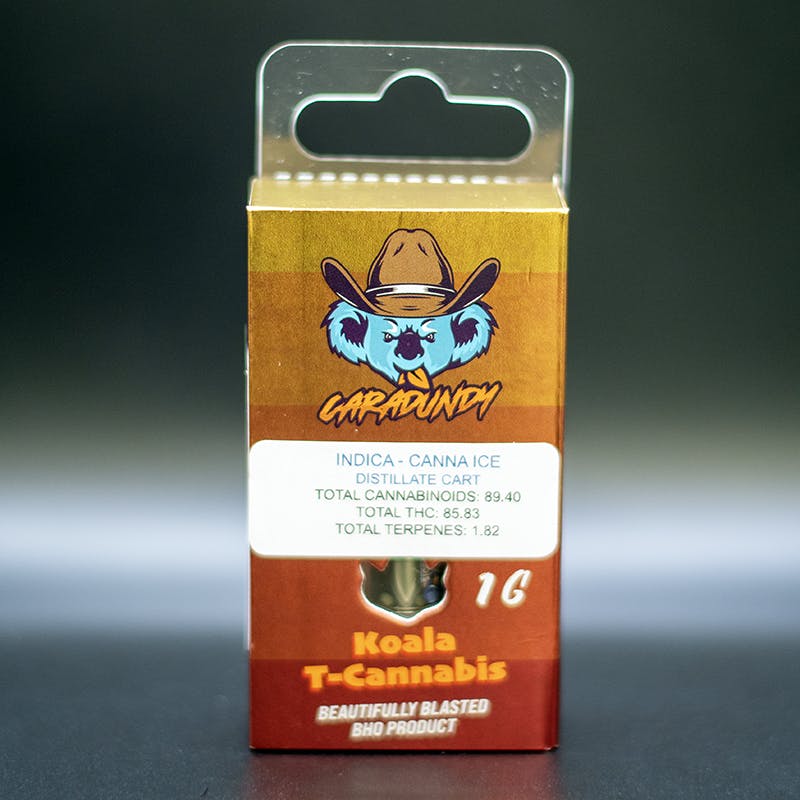 CARADUNDY
INDICA - CANNA ICE
DISTILLATE CART
TOTAL CANNABINOIDS: 89.40
TOTAL THC: 85.83
TOTAL TERPENES: 1.82
1 G
Koala
T-Cannabis
BEAUTIFULLY BLASTED
BHO PRODUCT